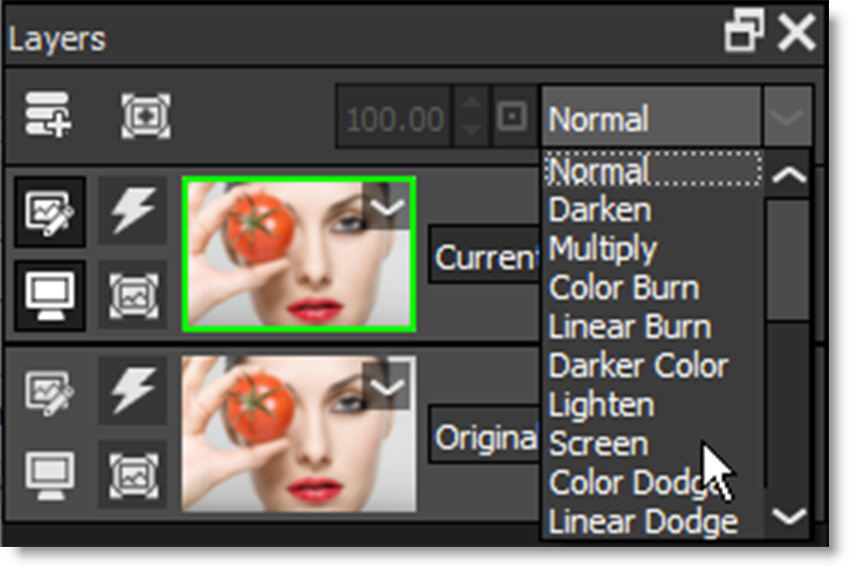 Layers
100.00
Normal
Normal
Darken
Multiply
Color Burn
Linear Burn
Darker Color
Lighten
Screen
Color Dodge
Linear Dodge
Current
Origina